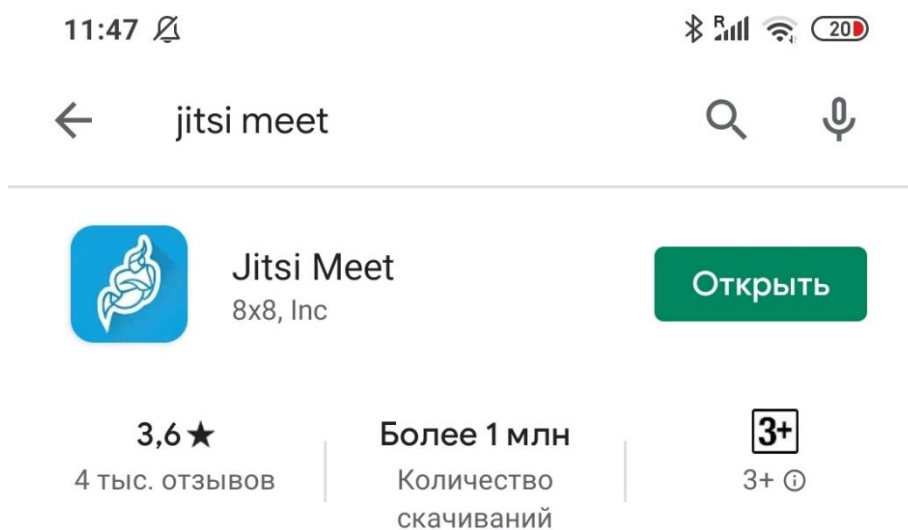 11:47
R
20
jitsi meet
Jitsi Meet
8x8, Inc
Открыть
3,6★
4 тыс. отзывов
Более 1 млн
Количество
скачиваний
3+
3+